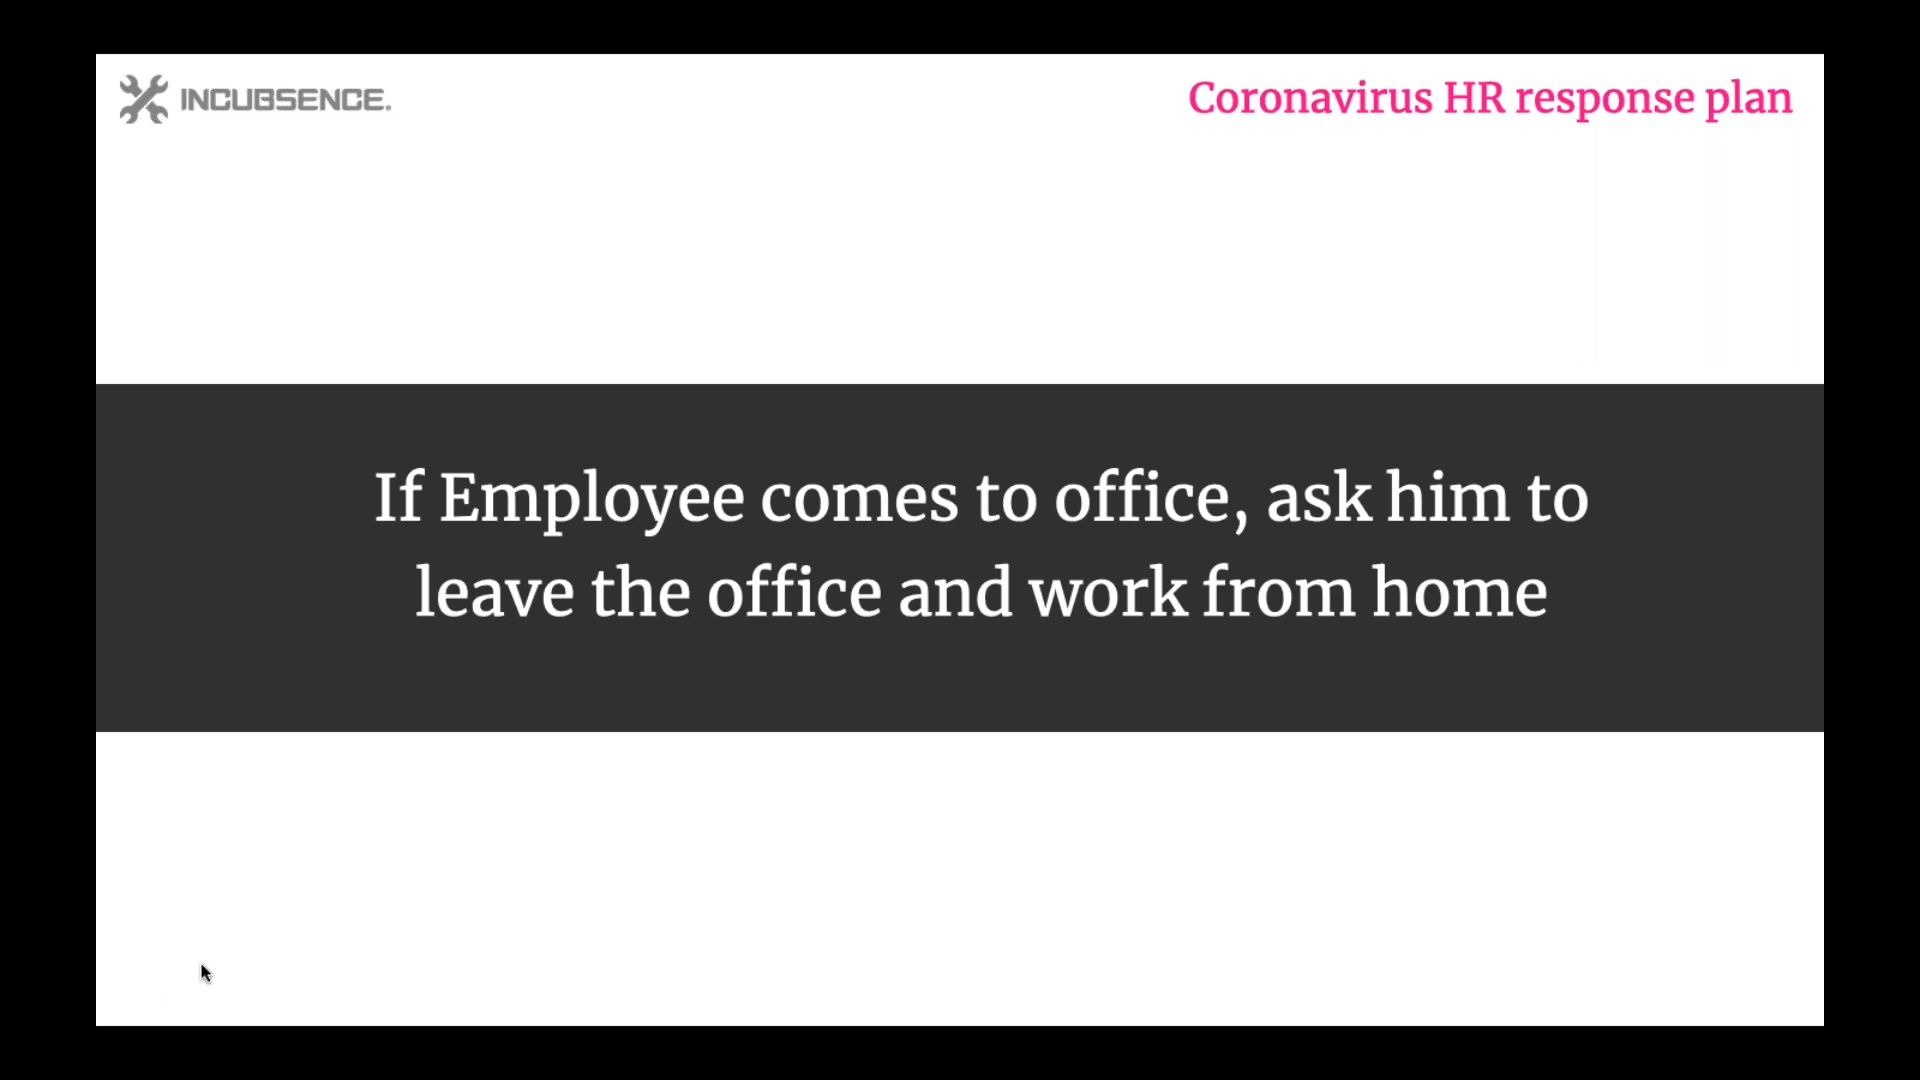 INCUBSENCE.
Coronavirus HR response plan
If Employee comes to office, ask him to
leave the office and work from home